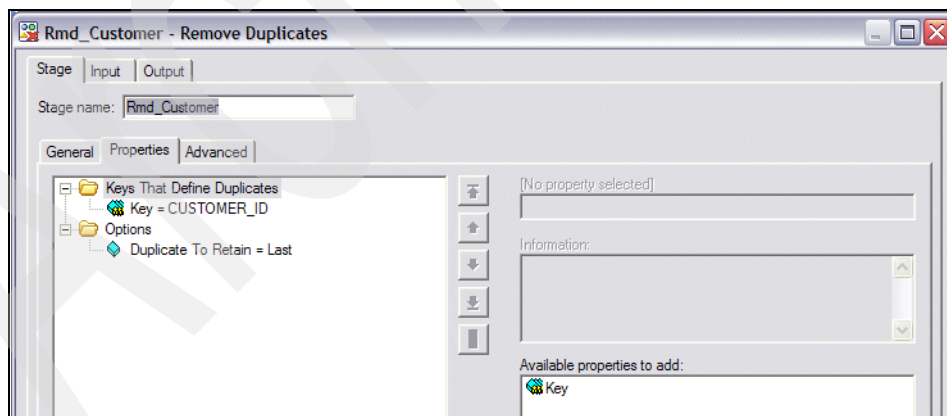 Rmd_Customer - Remove Duplicates
Stage Input Output
Stage name: Rmd_Customer
General Properties Advanced
Keys That Define Duplicates
Key = CUSTOMER_ID
Options
Duplicate To Retain = Last
[No property selected]
Information:
Available properties to add:
Key